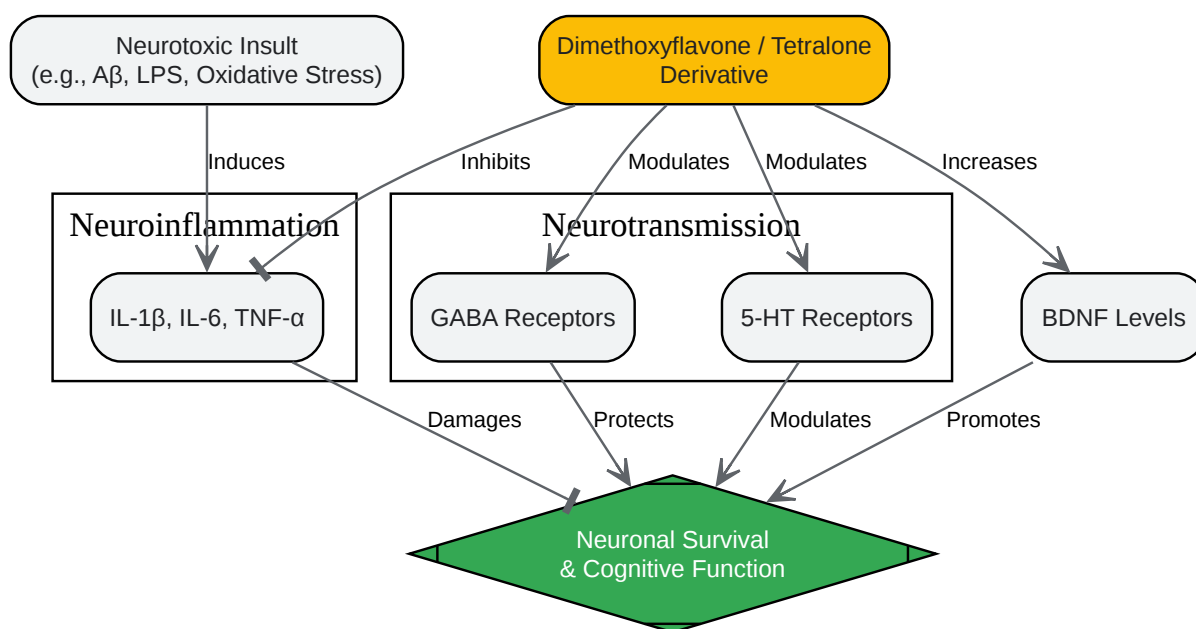 Neurotoxic Insult
(e.g., Aβ, LPS, Oxidative Stress)
Dimethoxyflavone / Tetralone
Derivative
Induces
Inhibits
Modulates
Modulates
Increases
Neuroinflammation
Neurotransmission
IL-1β, IL-6, TNF-α
GABA Receptors
5-HT Receptors
BDNF Levels
Damages
Protects
Modulates
Promotes
Neuronal Survival
& Cognitive Function